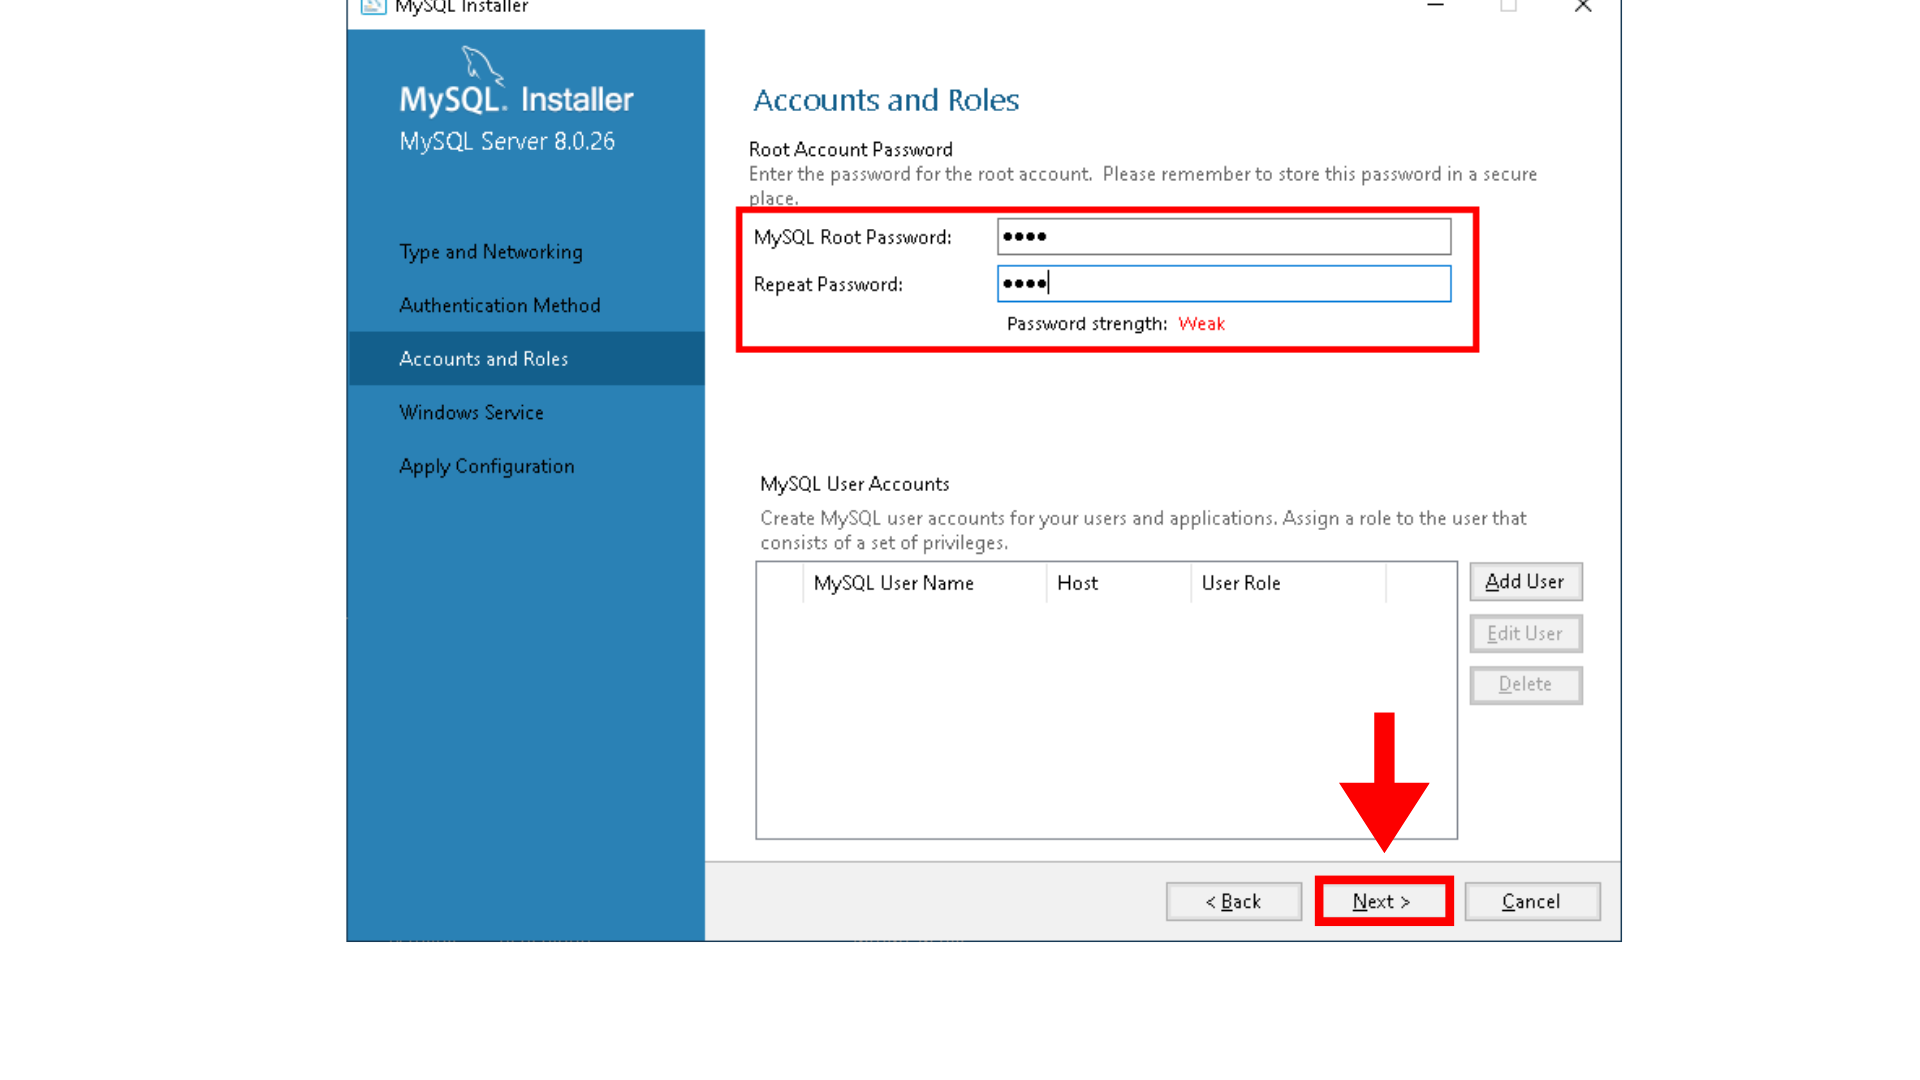 MySQL Installer
MySQL. Installer
MySQL Server 8.0.26
Type and Networking
Authentication Method
Accounts and Roles
Windows Service
Apply Configuration
Accounts and Roles
Root Account Password
Enter the password for the root account. Please remember to store this password in a secure
place.
MySQL Root Password: ●●●●
Repeat Password: ●●●●
Password strength: Weak
MySQL User Accounts
Create MySQL user accounts for your users and applications. Assign a role to the user that
consists of a set of privileges.
MySQL User Name Host User Role
Add User
Edit User
Delete
< Back Next > Cancel